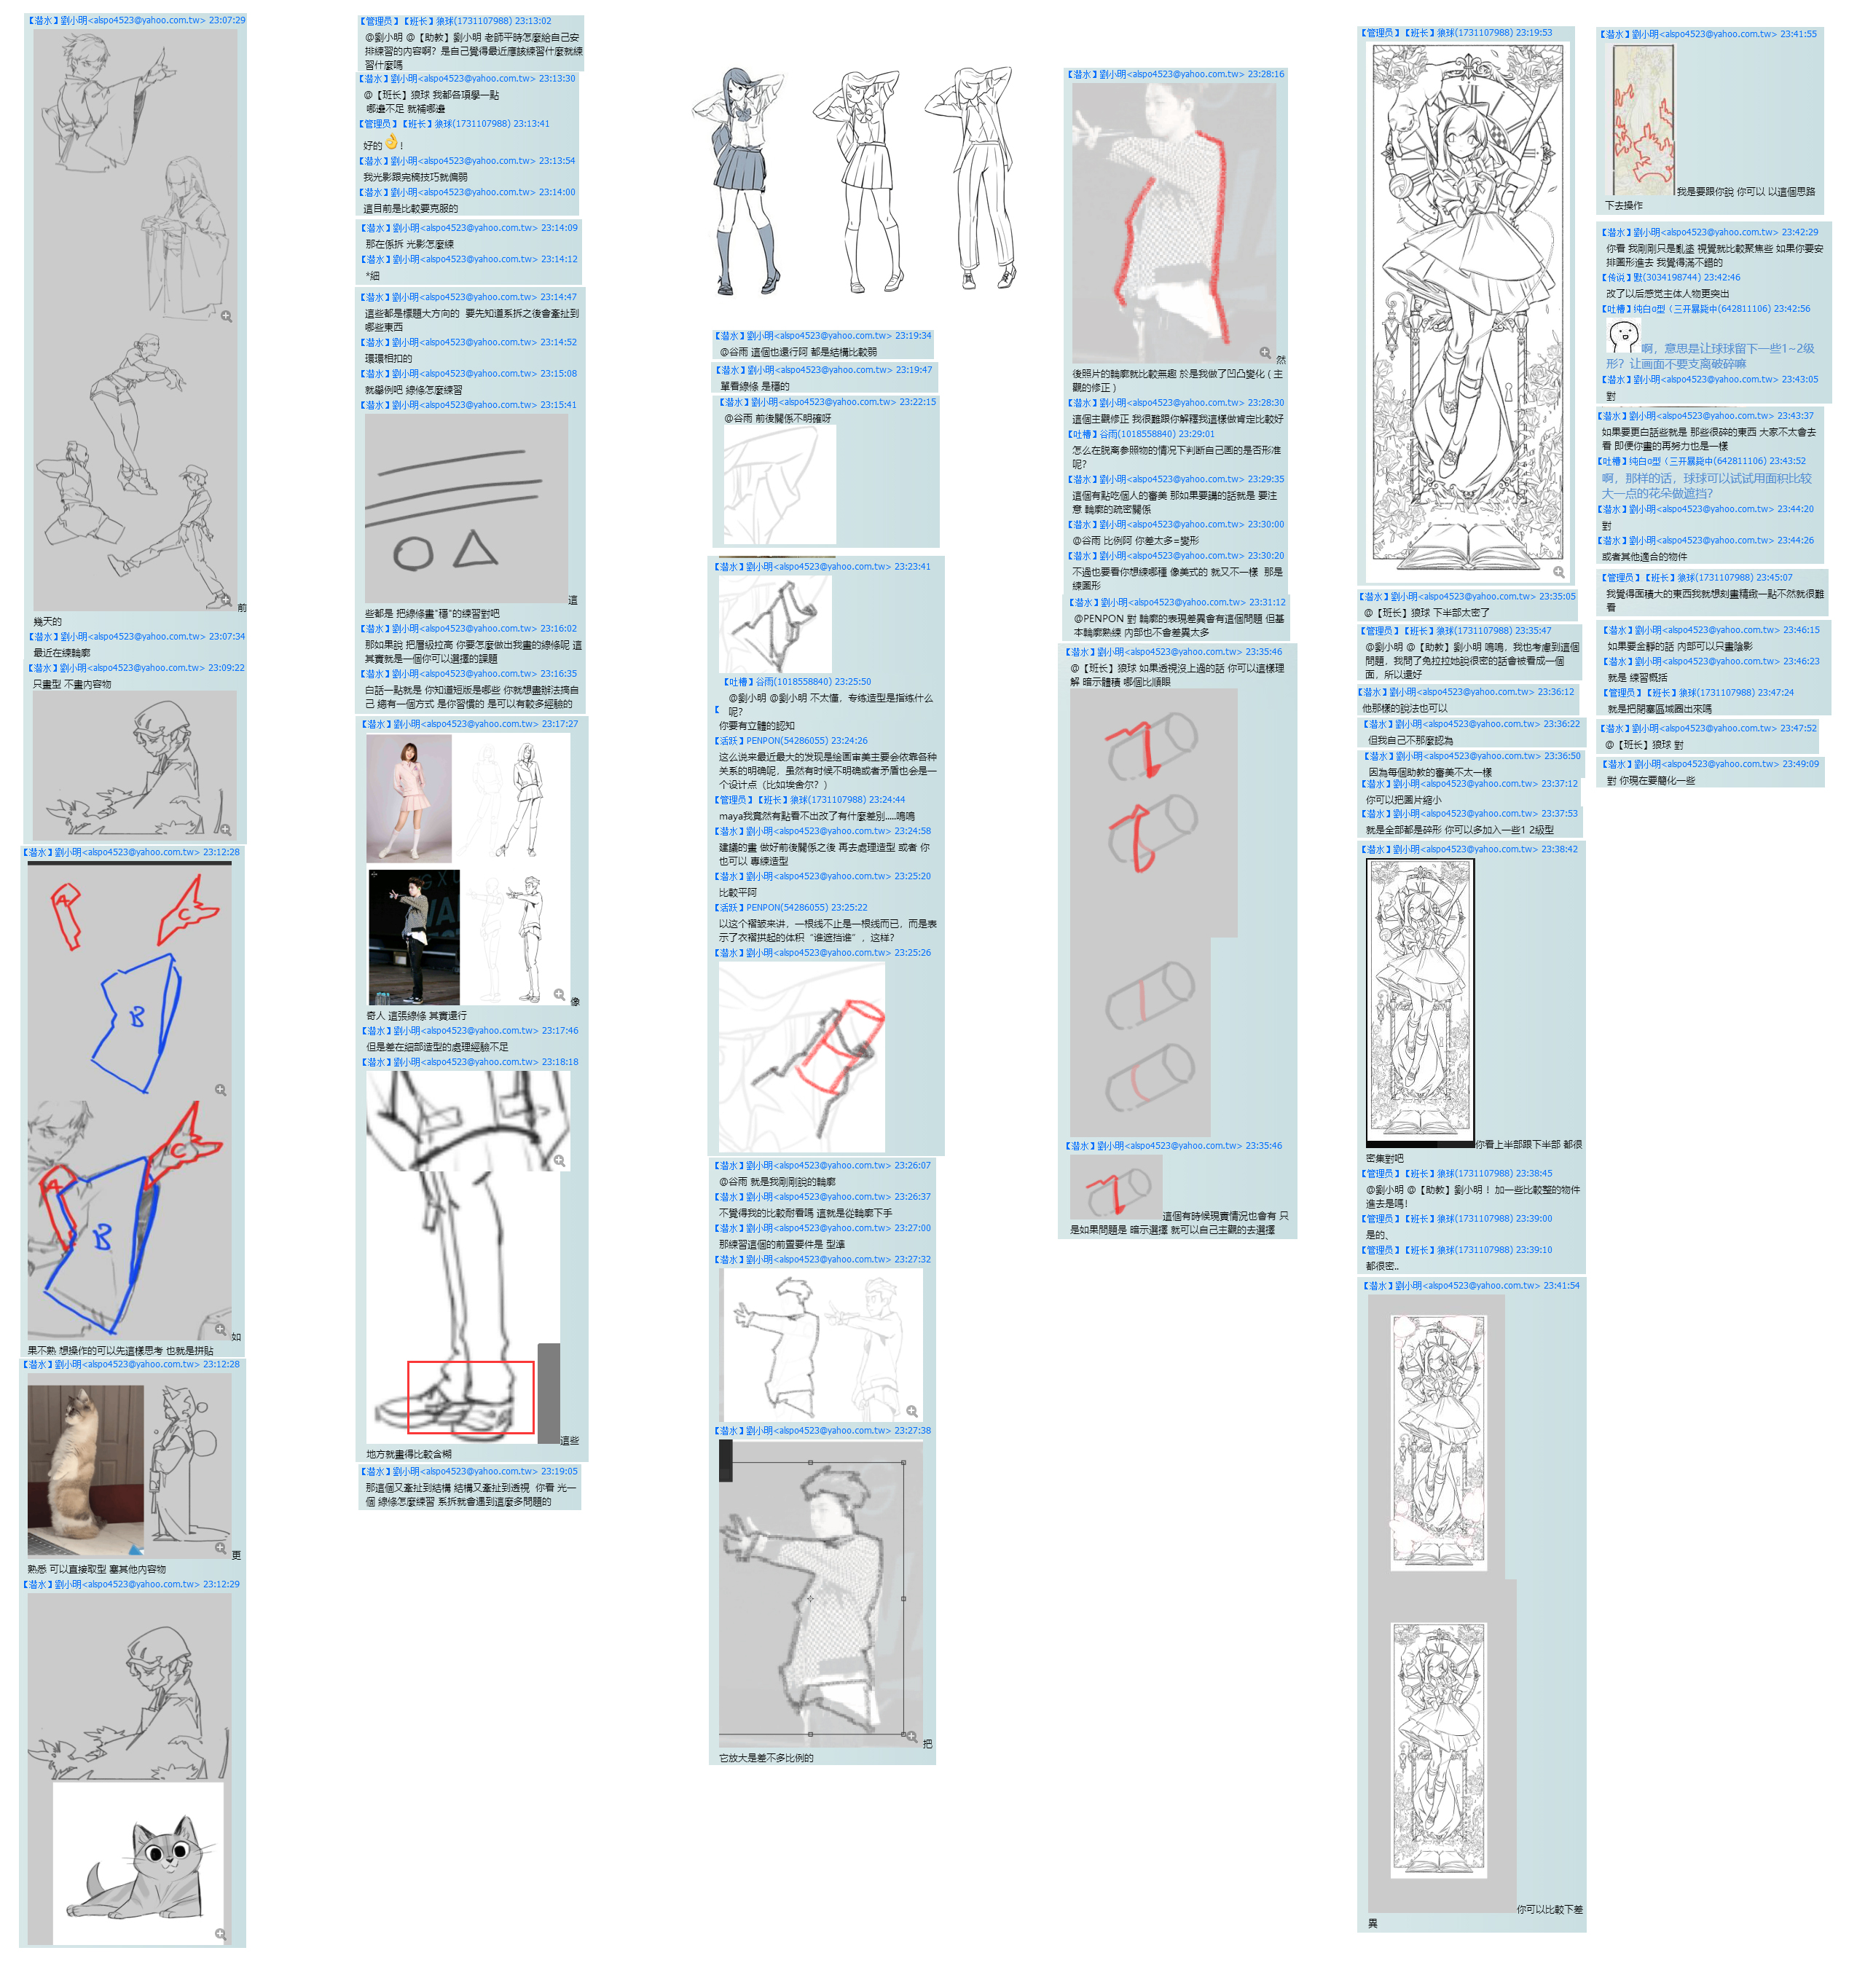 【潜水】劉小明<alspo4523@yahoo.com.tw> 23:07:29
前
幾天的
【潜水】劉小明<alspo4523@yahoo.com.tw> 23:07:34
最近在練輪廓
【潜水】劉小明<alspo4523@yahoo.com.tw> 23:09:22
只畫型 不畫內容物
【潜水】劉小明<alspo4523@yahoo.com.tw> 23:12:28
A
C
B
A
C
B
如
果不熟 想操作的可以先這樣思考 也就是拼貼
【潜水】劉小明<alspo4523@yahoo.com.tw> 23:12:28
更
熟悉 可以直接取型 塞其他內容物
【潜水】劉小明<alspo4523@yahoo.com.tw> 23:12:29
【管理员】【班长】狼球(1731107988) 23:13:02
@劉小明 @【助教】劉小明 老師平時怎麼給自己安
排練習的內容啊？是自己覺得最近應該練習什麼就練
習什麼嗎
【潜水】劉小明<alspo4523@yahoo.com.tw> 23:13:30
@【班长】狼球 我都各項學一點
哪邊不足 就補哪邊
【管理员】【班长】狼球(1731107988) 23:13:41
好的👌！
【潜水】劉小明<alspo4523@yahoo.com.tw> 23:13:54
我光影跟完稿技巧就偏弱
【潜水】劉小明<alspo4523@yahoo.com.tw> 23:14:00
這目前是比較要克服的
【潜水】劉小明<alspo4523@yahoo.com.tw> 23:14:09
那在係拆 光影怎麼練
【潜水】劉小明<alspo4523@yahoo.com.tw> 23:14:12
*細
【潜水】劉小明<alspo4523@yahoo.com.tw> 23:14:47
這些都是標題大方向的 要先知道系拆之後會牽扯到
哪些東西
【潜水】劉小明<alspo4523@yahoo.com.tw> 23:14:52
環環相扣的
【潜水】劉小明<alspo4523@yahoo.com.tw> 23:15:08
就舉例吧 線條怎麼練習
【潜水】劉小明<alspo4523@yahoo.com.tw> 23:15:41
這
些都是 把線條畫"穩"的練習對吧
【潜水】劉小明<alspo4523@yahoo.com.tw> 23:16:02
那如果說 把層級拉高 你要怎麼做出我畫的線條呢 這
其實就是一個你可以選擇的課題
【潜水】劉小明<alspo4523@yahoo.com.tw> 23:16:35
白話一點就是 你知道短版是哪些 你就想盡辦法搞自
己 總有一個方式 是你習慣的 是可以有較多經驗的
【潜水】劉小明<alspo4523@yahoo.com.tw> 23:17:27
像
奇人 這張線條 其實還行
【潜水】劉小明<alspo4523@yahoo.com.tw> 23:17:46
但是差在細部造型的處理經驗不足
【潜水】劉小明<alspo4523@yahoo.com.tw> 23:18:18
這些
地方就畫得比較含糊
【潜水】劉小明<alspo4523@yahoo.com.tw> 23:19:05
那這個又牽扯到結構 結構又牽扯到透視 你看 光一
個 線條怎麼練習 系拆就會遇到這麼多問題的
【潜水】劉小明<alspo4523@yahoo.com.tw> 23:19:34
@谷雨 這個也還行阿 都是結構比較弱
【潜水】劉小明<alspo4523@yahoo.com.tw> 23:19:47
單看線條 是穩的
【潜水】劉小明<alspo4523@yahoo.com.tw> 23:22:15
@谷雨 前後關係不明確呀
【潜水】劉小明<alspo4523@yahoo.com.tw> 23:23:41
【吐槽】谷雨(1018558840) 23:25:50
@劉小明 @劉小明 不太懂，专练造型是指练什么
呢？
你要有立體的認知
【活跃】PENPON(54286055) 23:24:26
这么说来最近最大的发现是绘画审美主要会依靠各种
关系的明确呢，虽然有时候不明确或者矛盾也会是一
个设计点（比如埃舍尔？）
【管理员】【班长】狼球(1731107988) 23:24:44
maya我竟然有點看不出改了有什麼差別.....嗚嗚
【潜水】劉小明<alspo4523@yahoo.com.tw> 23:24:58
建議的畫 做好前後關係之後 再去處理造型 或者 你
也可以 專練造型
【潜水】劉小明<alspo4523@yahoo.com.tw> 23:25:20
比較平阿
【活跃】PENPON(54286055) 23:25:22
以这个褶皱来讲，一根线不止是一根线而已，而是表
示了衣褶拱起的体积“谁遮挡谁”，这样？
【潜水】劉小明<alspo4523@yahoo.com.tw> 23:25:26
【潜水】劉小明<alspo4523@yahoo.com.tw> 23:26:07
@谷雨 就是我剛剛說的輪廓
【潜水】劉小明<alspo4523@yahoo.com.tw> 23:26:37
不覺得我的比較耐看嗎 這就是從輪廓下手
【潜水】劉小明<alspo4523@yahoo.com.tw> 23:27:00
那練習這個的前置要件是 型準
【潜水】劉小明<alspo4523@yahoo.com.tw> 23:27:32
【潜水】劉小明<alspo4523@yahoo.com.tw> 23:27:38
把
它放大是差不多比例的
【潜水】劉小明<alspo4523@yahoo.com.tw> 23:28:16
然
後照片的輪廓就比較無趣 於是我做了凹凸變化（主
觀的修正）
【潜水】劉小明<alspo4523@yahoo.com.tw> 23:28:30
這個主觀修正 我很難跟你解釋我這樣做肯定比較好
【吐槽】谷雨(1018558840) 23:29:01
怎么在脱离参照物的情况下判断自己画的是否形准
呢？
【潜水】劉小明<alspo4523@yahoo.com.tw> 23:29:35
這個有點吃個人的審美 那如果要講的話就是 要注
意 輪廓的疏密關係
【潜水】劉小明<alspo4523@yahoo.com.tw> 23:30:00
@谷雨 比例阿 你差太多=變形
【潜水】劉小明<alspo4523@yahoo.com.tw> 23:30:20
不過也要看你想練哪種 像美式的 就又不一樣 那是
練圖形
【潜水】劉小明<alspo4523@yahoo.com.tw> 23:31:12
@PENPON 對 輪廓的表現差異會有這個問題 但基
本輪廓熟練 內部也不會差異太多
【潜水】劉小明<alspo4523@yahoo.com.tw> 23:35:46
@【班长】狼球 如果透視沒上過的話 你可以這樣理
解 暗示體積 哪個比順眼
【潜水】劉小明<alspo4523@yahoo.com.tw> 23:35:46
這個有時候現實情況也會有 只
是如果問題是 暗示選擇 就可以自己主觀的去選擇
【管理员】【班长】狼球(1731107988) 23:19:53
【潜水】劉小明<alspo4523@yahoo.com.tw> 23:35:05
@【班长】狼球 下半部太密了
【管理员】【班长】狼球(1731107988) 23:35:47
@劉小明 @【助教】劉小明 嗚嗚，我也考慮到這個
問題，我問了免拉拉她說很密的話會被看成一個
面，所以還好
【潜水】劉小明<alspo4523@yahoo.com.tw> 23:36:12
他那樣的說法也可以
【潜水】劉小明<alspo4523@yahoo.com.tw> 23:36:22
但我自己不那麼認為
【潜水】劉小明<alspo4523@yahoo.com.tw> 23:36:50
因為每個助教的審美不太一樣
【潜水】劉小明<alspo4523@yahoo.com.tw> 23:37:12
你可以把圖片縮小
【潜水】劉小明<alspo4523@yahoo.com.tw> 23:37:53
就是全部都是碎形 你可以多加入一些1 2級型
【潜水】劉小明<alspo4523@yahoo.com.tw> 23:38:42
你看上半部跟下半部 都很
密集對吧
【管理员】【班长】狼球(1731107988) 23:38:45
@劉小明 @【助教】劉小明！加一些比較整的物件
進去是嗎！
【管理员】【班长】狼球(1731107988) 23:39:00
是的、
【管理员】【班长】狼球(1731107988) 23:39:10
都很密..
【潜水】劉小明<alspo4523@yahoo.com.tw> 23:41:54
你可以比較下差
異
【潜水】劉小明<alspo4523@yahoo.com.tw> 23:41:55
我是要跟你說 你可以 以這個思路
下去操作
【潜水】劉小明<alspo4523@yahoo.com.tw> 23:42:29
你看 我剛剛只是亂塗 視覺就比較聚焦些 如果你要安
排圖形進去 我覺得滿不錯的
【传说】默(3034198744) 23:42:46
改了以后感觉主体人物更突出
【吐槽】纯白α型（三开暴毙中(642811106) 23:42:56
啊，意思是让球球留下一些1~2级
形？让画面不要支离破碎嘛
【潜水】劉小明<alspo4523@yahoo.com.tw> 23:43:05
對
【潜水】劉小明<alspo4523@yahoo.com.tw> 23:43:37
如果要更白話些就是 那些很碎的東西 大家不太會去
看 即便你畫的再努力也是一樣
【吐槽】纯白α型（三开暴毙中(642811106) 23:43:52
啊，那样的话，球球可以试试用面积比较
大一点的花朵做遮挡？
【潜水】劉小明<alspo4523@yahoo.com.tw> 23:44:20
對
【潜水】劉小明<alspo4523@yahoo.com.tw> 23:44:26
或者其他適合的物件
【管理员】【班长】狼球(1731107988) 23:45:07
我覺得面積大的東西我就想刻畫精緻一點不然就很難
看
【潜水】劉小明<alspo4523@yahoo.com.tw> 23:46:15
如果要金靜的話 內部可以只畫陰影
【潜水】劉小明<alspo4523@yahoo.com.tw> 23:46:23
就是 練習概括
【管理员】【班长】狼球(1731107988) 23:47:24
就是把閉塞區域圈出來嗎
【潜水】劉小明<alspo4523@yahoo.com.tw> 23:47:52
@【班长】狼球 對
【潜水】劉小明<alspo4523@yahoo.com.tw> 23:49:09
對 你現在要簡化一些